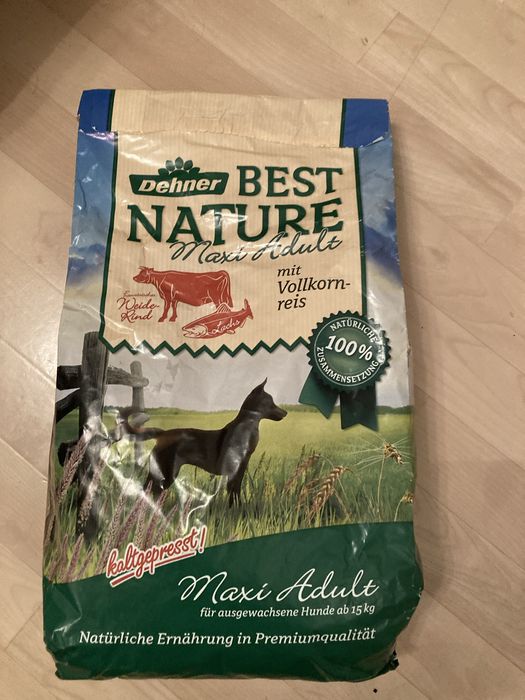 Dehner
BEST
NATURE
Maxi Adult
mit
Vollkorn-
reis
Weide-
Rind
Lachs
NATÜRLICHE
100%
ZUSAMMENSETZUNG
kaltgepresst!
Maxi Adult
für ausgewachsene Hunde ab 15 kg
Natürliche Ernährung in Premiumqualität